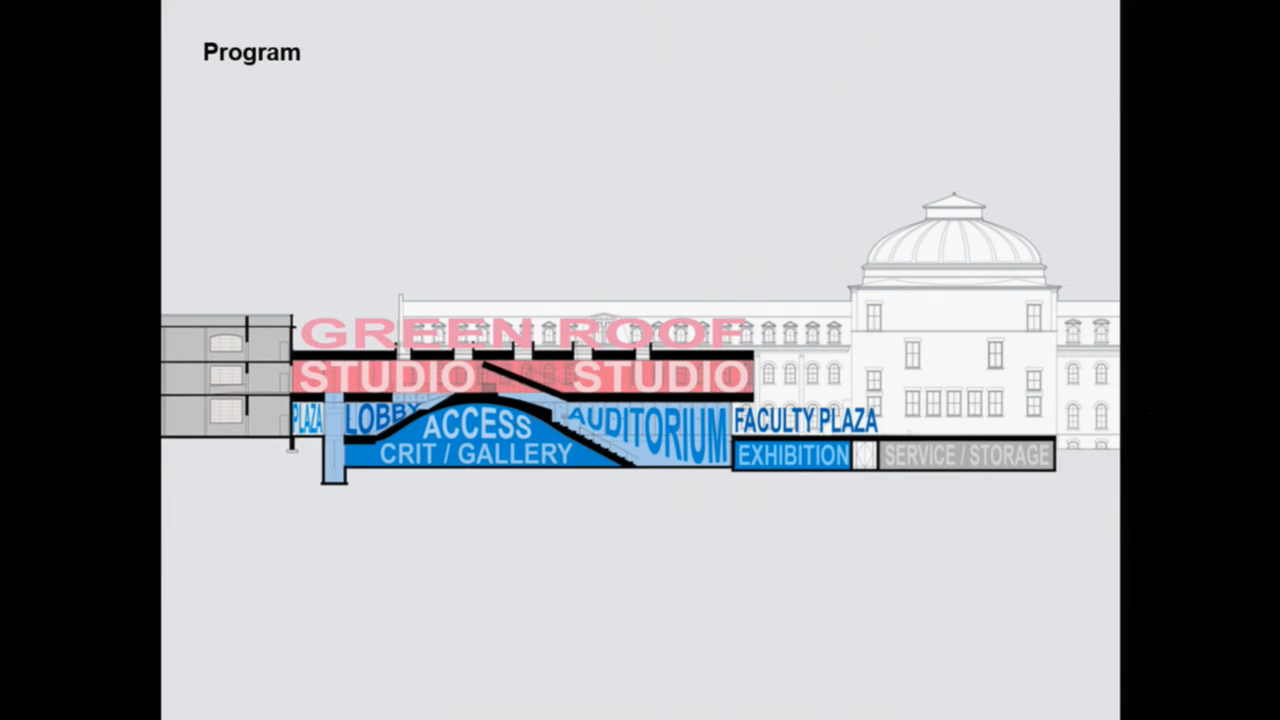 Program
GREEN ROOF
STUDIO STUDIO
PLAZA LOBBY ACCESS AUDITORIUM FACULTY PLAZA
CRIT / GALLERY EXHIBITION SERVICE / STORAGE